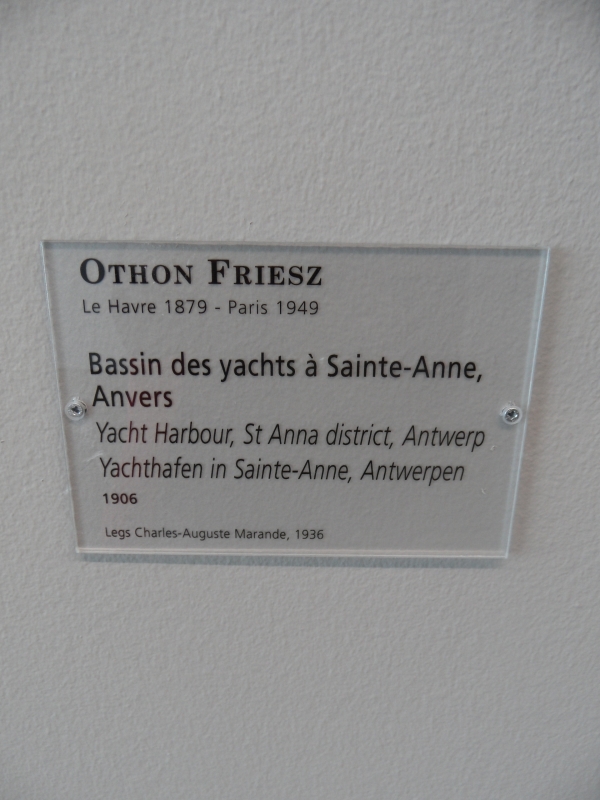 OTHON FRIESZ
Le Havre 1879 - Paris 1949
Bassin des yachts à Sainte-Anne,
Anvers
Yacht Harbour, St Anna district, Antwerp
Yachthafen in Sainte-Anne, Antwerpen
1906
Legs Charles-Auguste Marande, 1936